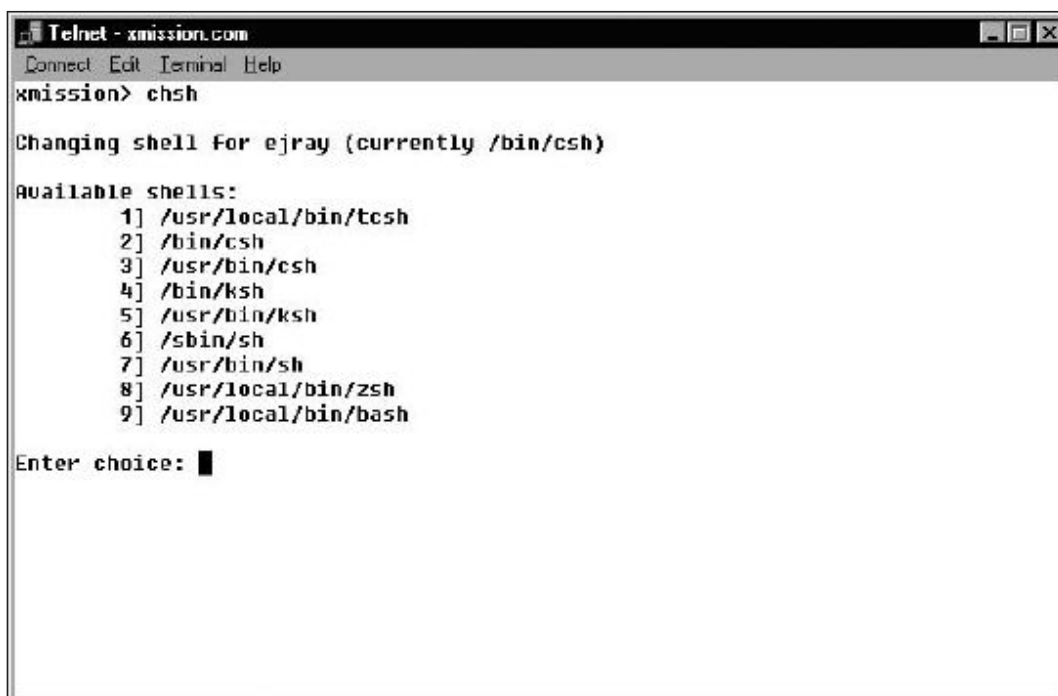 Telnet - xmission.com
Connect Edit Terminal Help
xmission> chsh
Changing shell for ejray (currently /bin/csh)
Available shells:
1] /usr/local/bin/tcsh
2] /bin/csh
3] /usr/bin/csh
4] /bin/ksh
5] /usr/bin/ksh
6] /sbin/sh
7] /usr/bin/sh
8] /usr/local/bin/zsh
9] /usr/local/bin/bash
Enter choice: